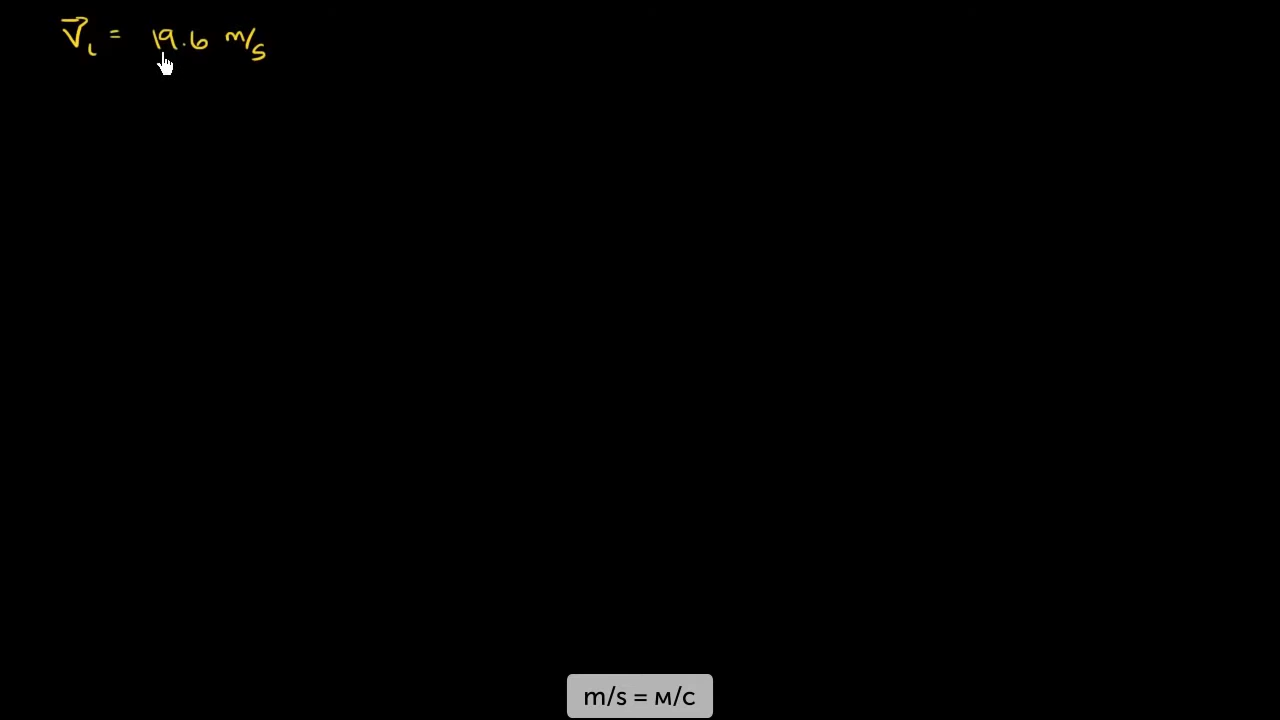 V⃗ᵢ = 19.6 m/s
m/s = м/с